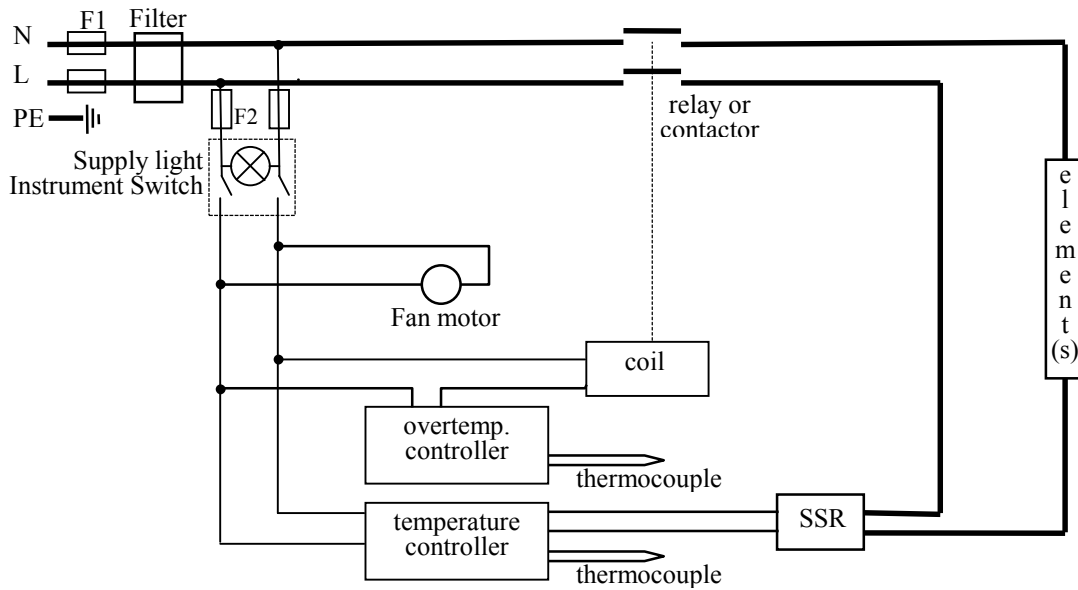 F1 Filter
N
L
PE
F2
relay or
contactor
Supply light
Instrument Switch
element(s)
Fan motor
coil
overtemp.
controller
thermocouple
temperature
controller
SSR
thermocouple